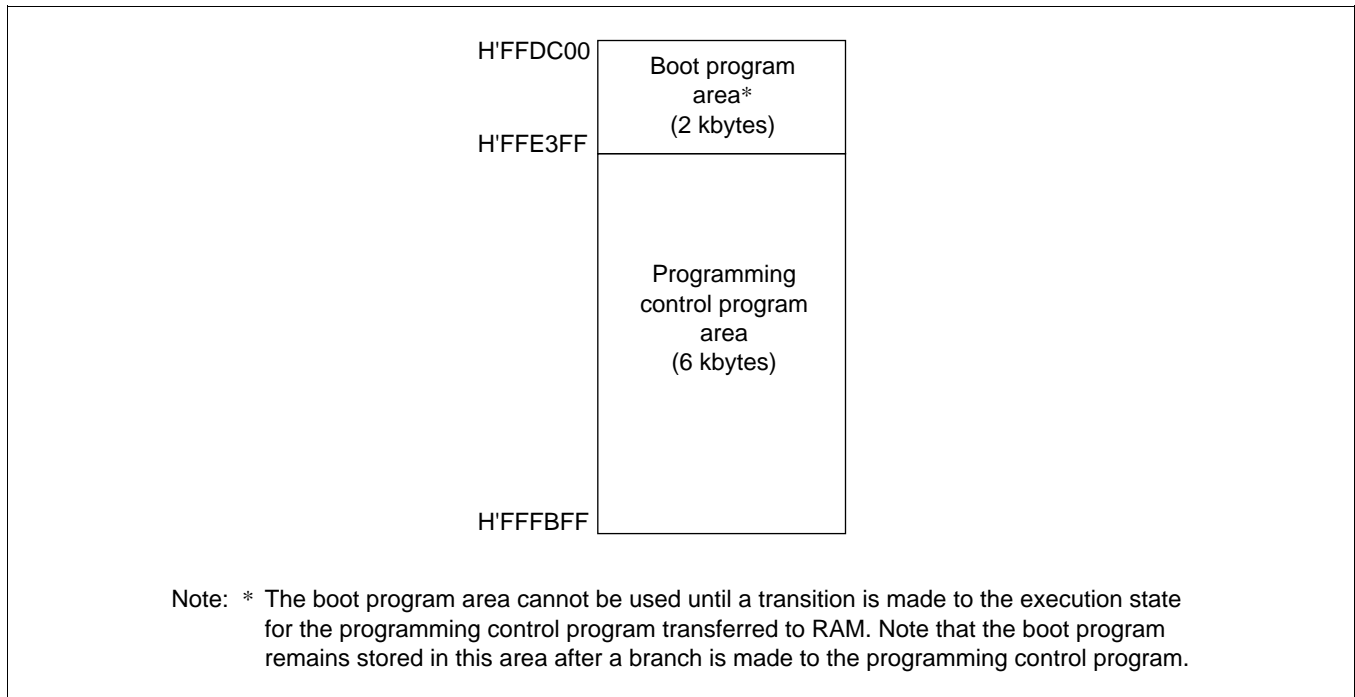 H'FFDC00
Boot program
area*
(2 kbytes)
H'FFE3FF
Programming
control program
area
(6 kbytes)
H'FFFBFF
Note: * The boot program area cannot be used until a transition is made to the execution state
for the programming control program transferred to RAM. Note that the boot program
remains stored in this area after a branch is made to the programming control program.